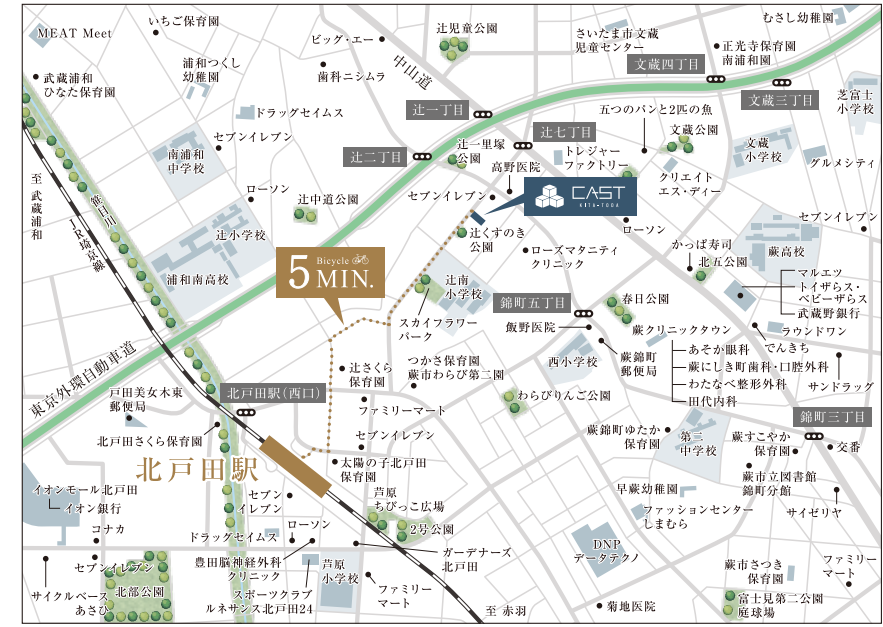 いちご保育園
MEAT Meet
ビッグ・エー
辻児童公園
さいたま市文蔵
児童センター
むさし幼稚園
正光寺保育園
南浦和園
文蔵四丁目
文蔵三丁目
芝富士
小学校
武蔵浦和
ひなた保育園
浦和つくし
幼稚園
歯科ニシムラ
中山道
ドラッグセイムス
辻一丁目
五つのパンと2匹の魚
文蔵公園
文蔵
小学校
グルメシティ
セブンイレブン
南浦和
中学校
辻二丁目
辻一里塚
公園
辻七丁目
トレジャー
ファクトリー
高野医院
クリエイト
エス・ディー
至 武蔵浦和
笹目川
JR埼京線
ローソン
辻中道公園
セブンイレブン
CAST
KITA-TODA
ローソン
セブンイレブン
辻小学校
辻くすのき
公園
ローズマタニティ
クリニック
かっぱ寿司
北五公園
蕨高校
浦和南高校
Bicycle
5 MIN.
辻南
小学校
マルエツ
トイザらス・
ベビーザらス
武蔵野銀行
錦町五丁目
春日公園
スカイフラワー
パーク
飯野医院
蕨クリニックタウン
ラウンドワン
でんきち
東京外環自動車道
辻さくら
保育園
つかさ保育園
蕨市わらび第二園
西小学校
蕨錦町
郵便局
あそか眼科
蕨にしき町歯科・口腔外科
わたなべ整形外科
田代内科
サンドラッグ
戸田美女木東
郵便局
北戸田駅(西口)
ファミリーマート
わらびりんご公園
錦町三丁目
北戸田さくら保育園
セブンイレブン
蕨錦町ゆたか
保育園
第二
中学校
蕨すこやか
保育園
交番
北戸田駅
太陽の子北戸田
保育園
蕨市立図書館
錦町分館
イオンモール北戸田
イオン銀行
セブン
イレブン
芦原
ちびっこ広場
早蕨幼稚園
サイゼリヤ
コナカ
ドラッグセイムス
ローソン
2号公園
ファッションセンター
しまむら
DNP
データテクノ
セブンイレブン
豊田脳神経外科
クリニック
芦原
小学校
ガーデナーズ
北戸田
蕨市さつき
保育園
ファミリー
マート
サイクルベース
あさひ
北部公園
スポーツクラブ
ルネサンス北戸田24
ファミリー
マート
至 赤羽
菊地医院
富士見第二公園
庭球場